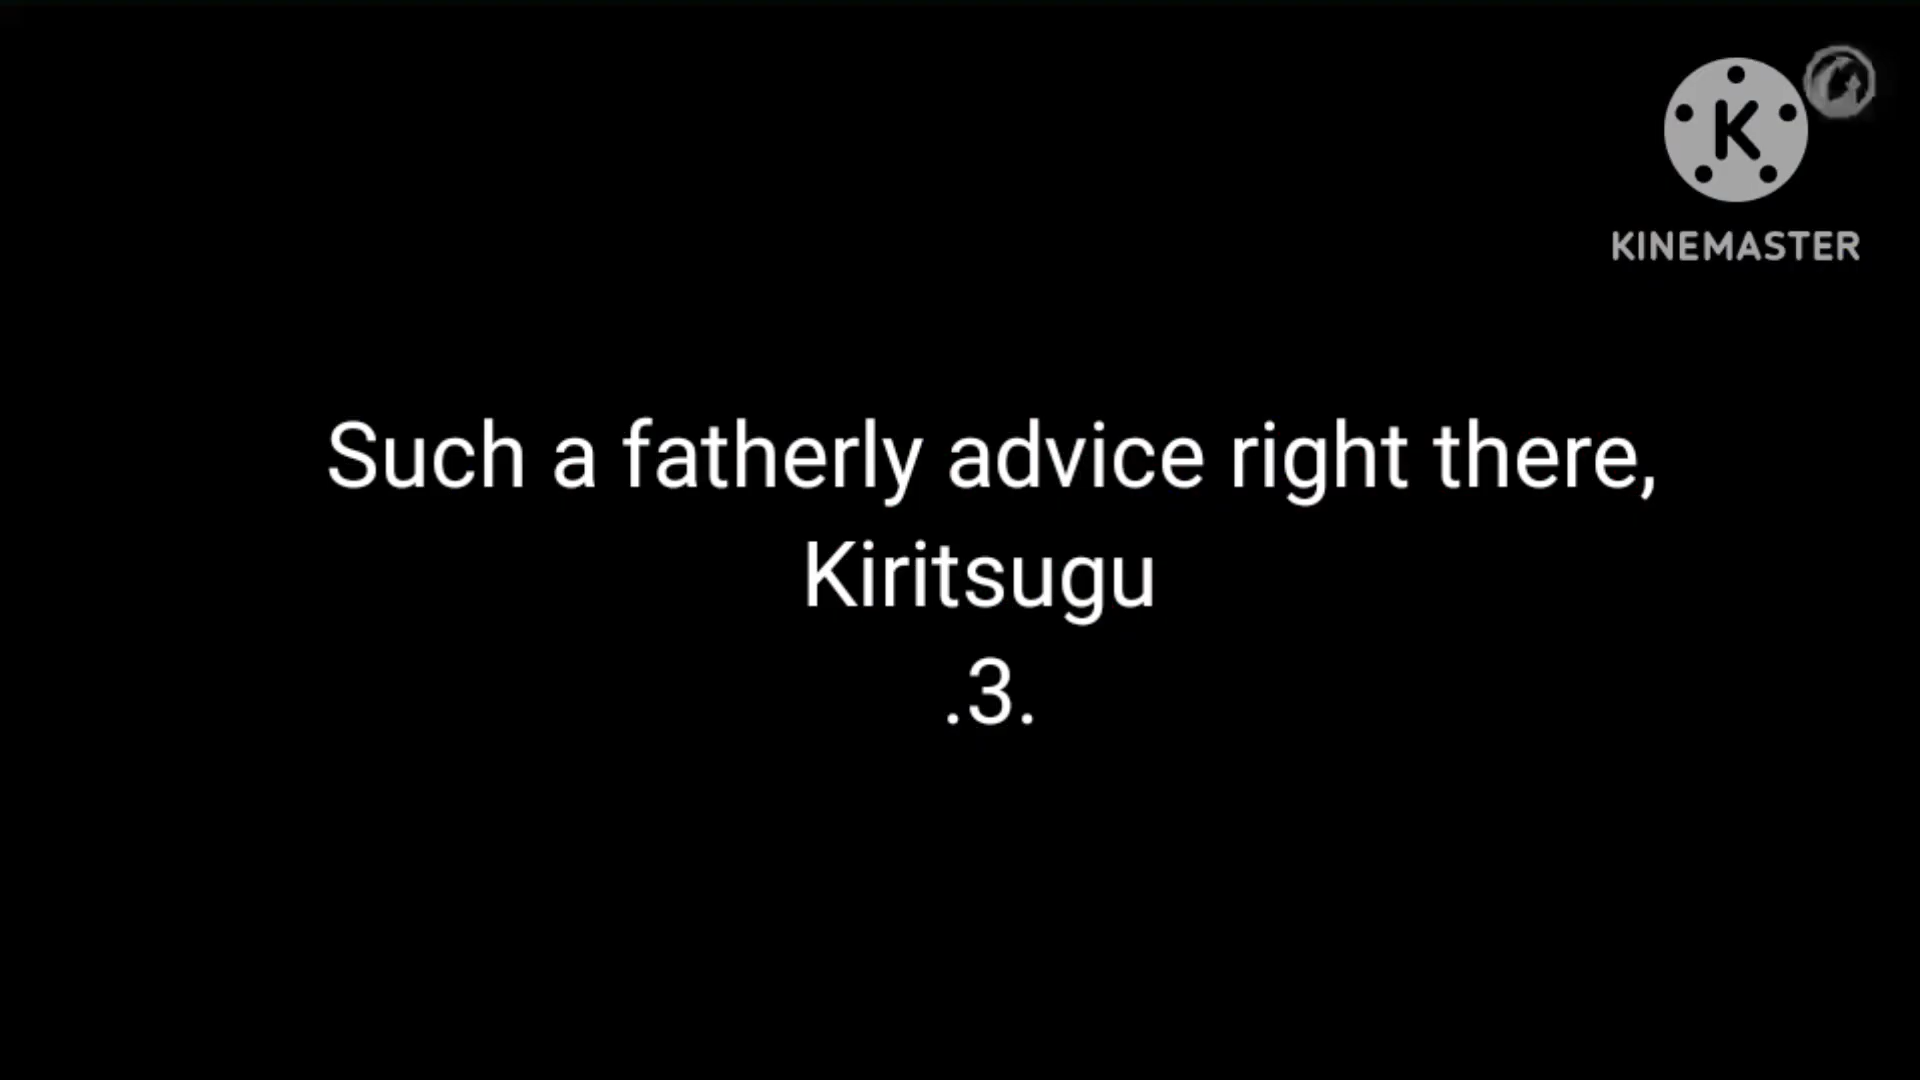 K
KINEMASTER
Such a fatherly advice right there,
Kiritsugu
.3.